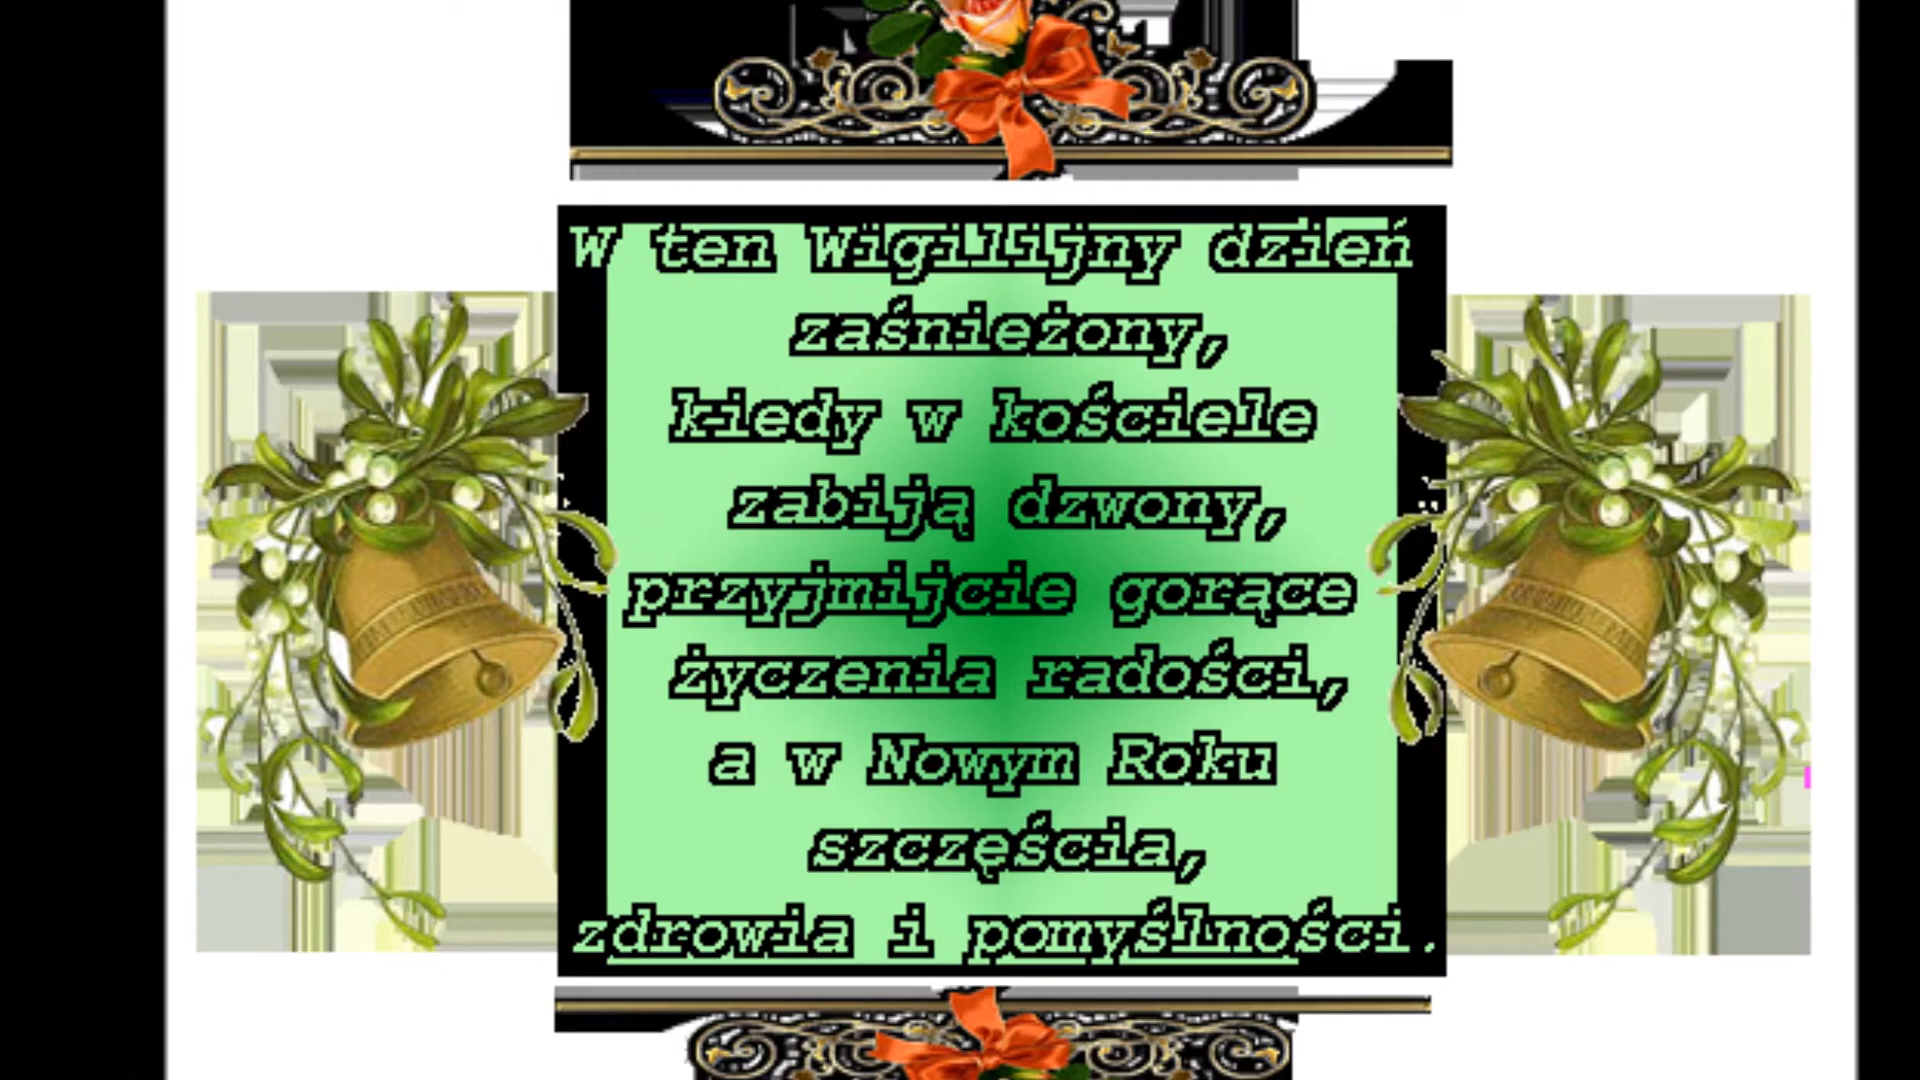 W ten Wigilijny dzień
zaśnieżony,
kiedy w kościele
zabiją dzwony,
przyjmijcie gorące
życzenia radości,
a w Nowym Roku
szczęścia,
zdrowia i pomyślności.